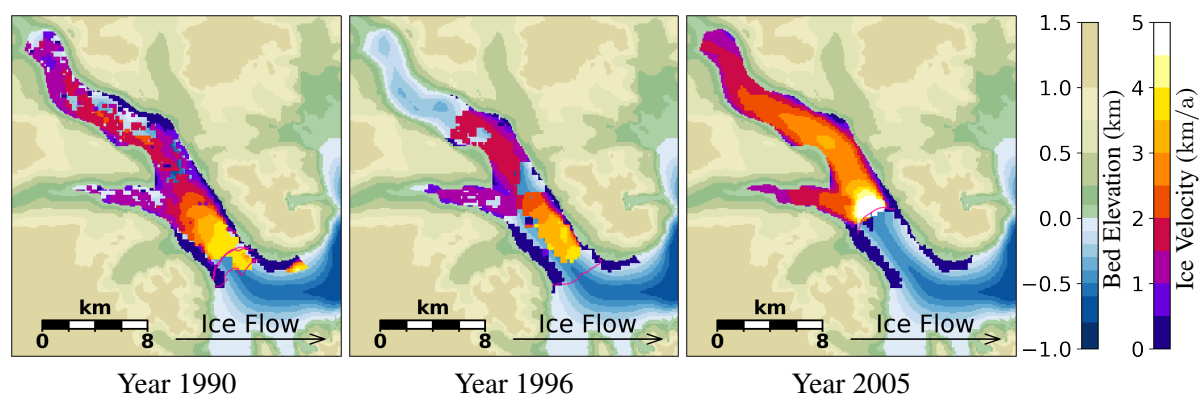 km
0 8
Ice Flow
Year 1990
km
0 8
Ice Flow
Year 1996
km
0 8
Ice Flow
Year 2005
1.5
1.0
0.5
0.0
−0.5
−1.0
Bed Elevation (km)
5
4
3
2
1
0
Ice Velocity (km/a)